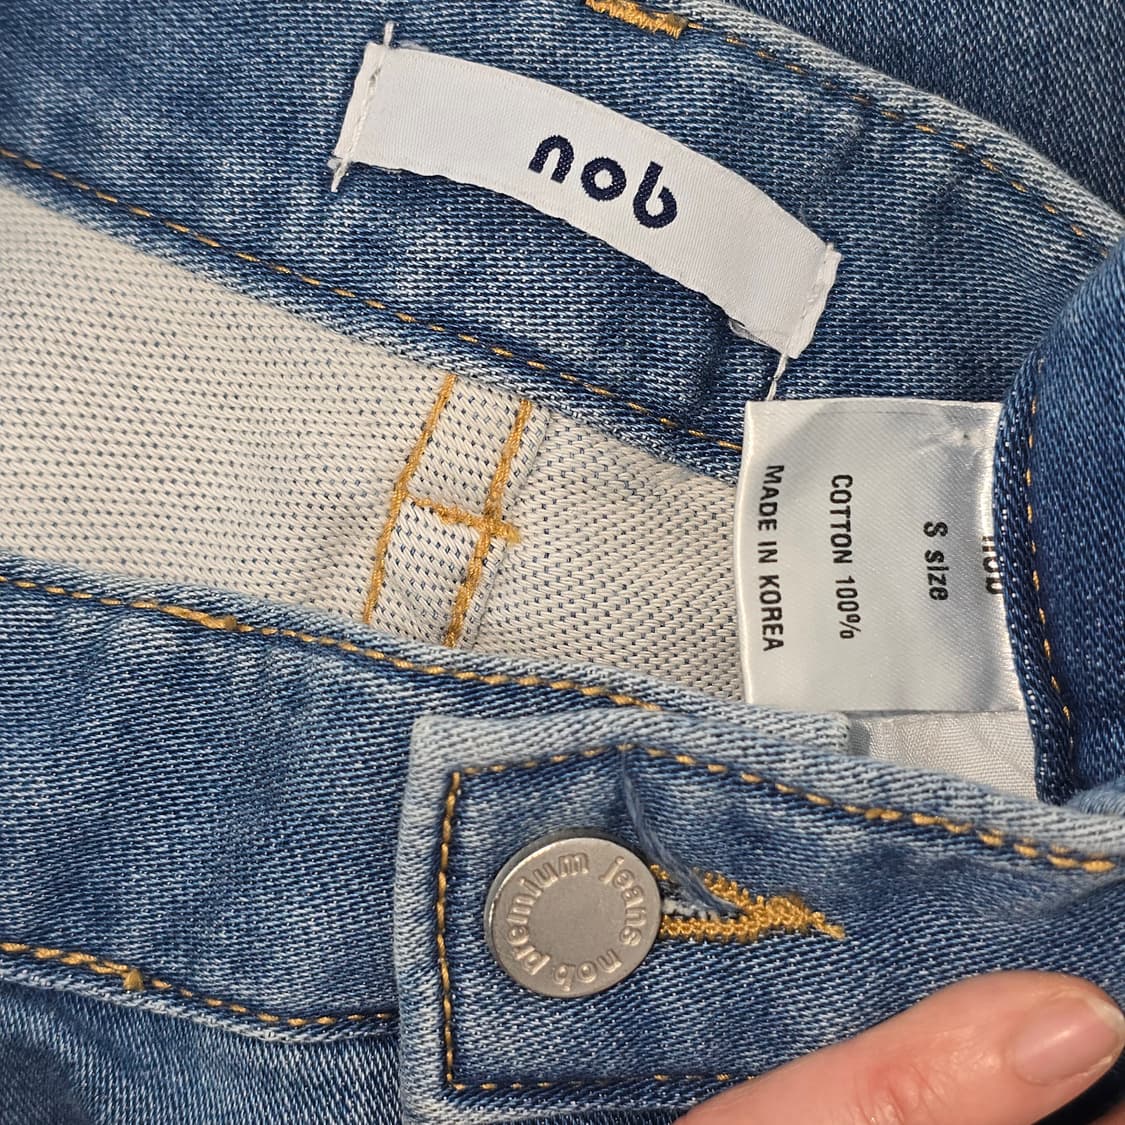 nob
nob
S size
COTTON 100%
MADE IN KOREA
premium jeans nob